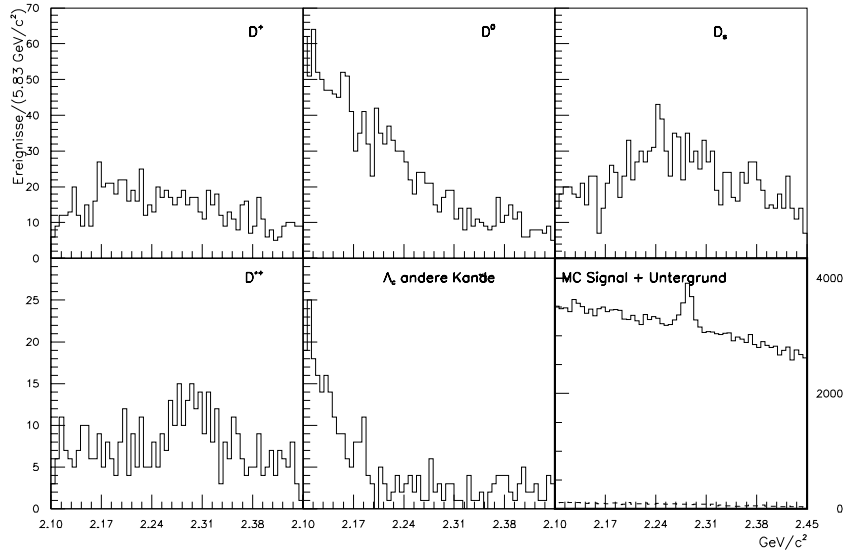 Ereignisse/(5.83 GeV/c²)
70
60
50
40
30
20
10
0
D⁺
D⁰
Dₛ
25
20
15
10
5
0
D*⁺
Λc andere Kanäle
MC Signal + Untergrund
4000
2000
0
2.10 2.17 2.24 2.31 2.38 2.10 2.17 2.24 2.31 2.38 2.10 2.17 2.24 2.31 2.38 2.45
GeV/c²